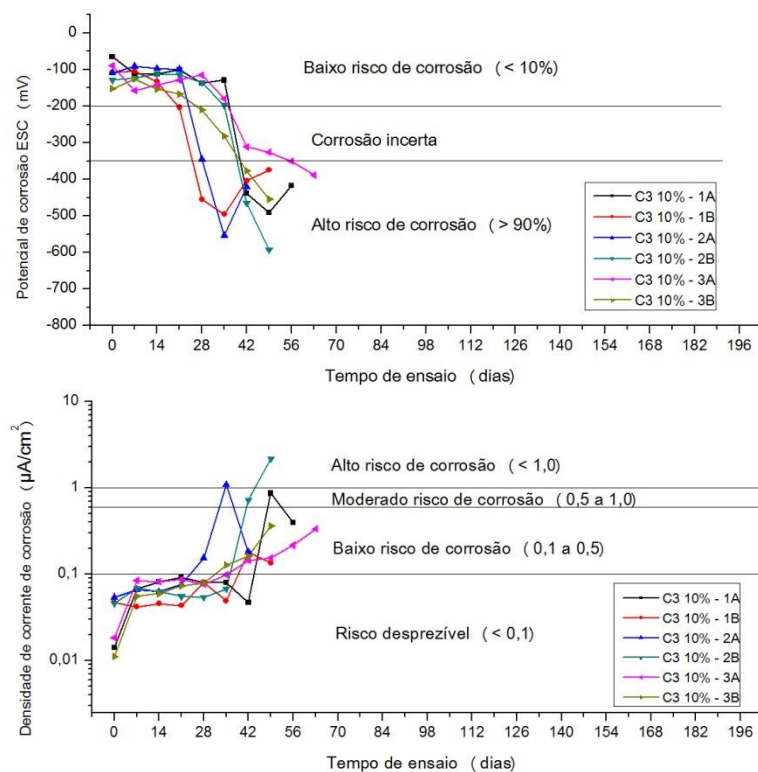 0
-100
-200
-300
-400
-500
-600
-700
-800
Potencial de corrosão ESC (mV)
Baixo risco de corrosão (< 10%)
Corrosão incerta
Alto risco de corrosão (> 90%)
C3 10% - 1A
C3 10% - 1B
C3 10% - 2A
C3 10% - 2B
C3 10% - 3A
C3 10% - 3B
0 14 28 42 56 70 84 98 112 126 140 154 168 182 196
Tempo de ensaio (dias)
10
1
0,1
0,01
Densidade de corrente de corrosão (µA/cm²)
Alto risco de corrosão (< 1,0)
Moderado risco de corrosão (0,5 a 1,0)
Baixo risco de corrosão (0,1 a 0,5)
Risco desprezível (< 0,1)
C3 10% - 1A
C3 10% - 1B
C3 10% - 2A
C3 10% - 2B
C3 10% - 3A
C3 10% - 3B
0 14 28 42 56 70 84 98 112 126 140 154 168 182 196
Tempo de ensaio (dias)